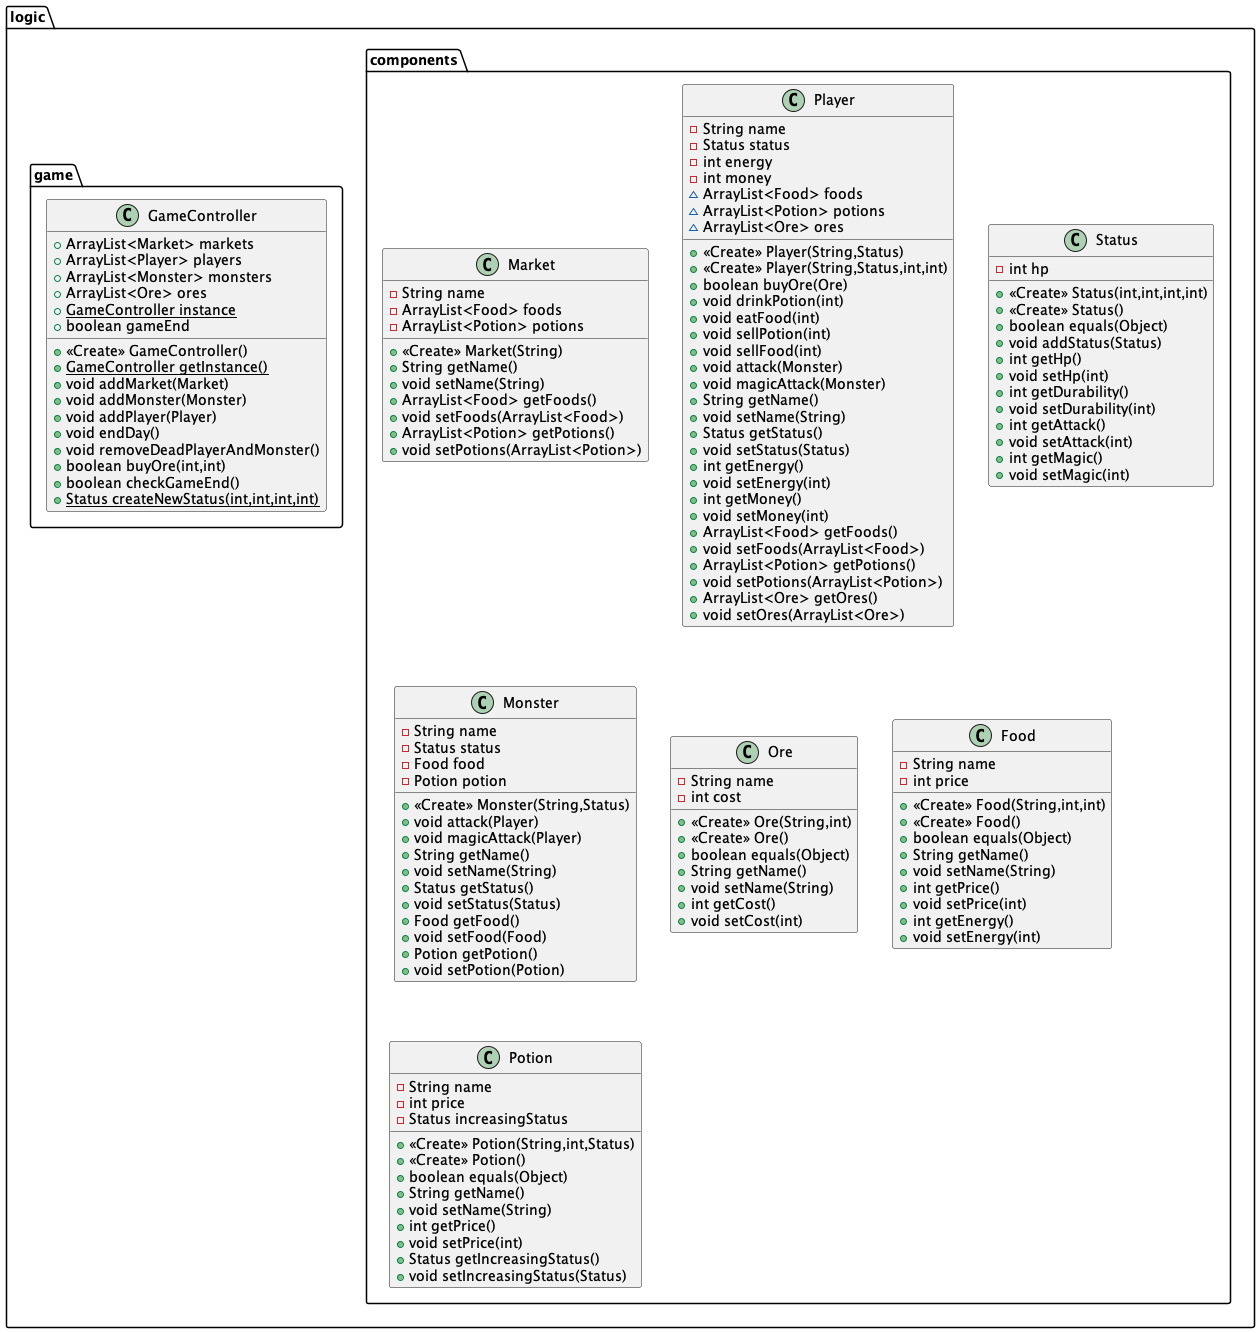 logic
components
game
C GameController
ArrayList<Market> markets
ArrayList<Player> players
ArrayList<Monster> monsters
ArrayList<Ore> ores
GameController instance
boolean gameEnd
«Create» GameController()
GameController getInstance()
void addMarket(Market)
void addMonster(Monster)
void addPlayer(Player)
void endDay()
void removeDeadPlayerAndMonster()
boolean buyOre(int,int)
boolean checkGameEnd()
Status createNewStatus(int,int,int,int)
C Market
String name
ArrayList<Food> foods
ArrayList<Potion> potions
«Create» Market(String)
String getName()
void setName(String)
ArrayList<Food> getFoods()
void setFoods(ArrayList<Food>)
ArrayList<Potion> getPotions()
void setPotions(ArrayList<Potion>)
C Player
String name
Status status
int energy
int money
ArrayList<Food> foods
ArrayList<Potion> potions
ArrayList<Ore> ores
«Create» Player(String,Status)
«Create» Player(String,Status,int,int)
boolean buyOre(Ore)
void drinkPotion(int)
void eatFood(int)
void sellPotion(int)
void sellFood(int)
void attack(Monster)
void magicAttack(Monster)
String getName()
void setName(String)
Status getStatus()
void setStatus(Status)
int getEnergy()
void setEnergy(int)
int getMoney()
void setMoney(int)
ArrayList<Food> getFoods()
void setFoods(ArrayList<Food>)
ArrayList<Potion> getPotions()
void setPotions(ArrayList<Potion>)
ArrayList<Ore> getOres()
void setOres(ArrayList<Ore>)
C Status
int hp
«Create» Status(int,int,int,int)
«Create» Status()
boolean equals(Object)
void addStatus(Status)
int getHp()
void setHp(int)
int getDurability()
void setDurability(int)
int getAttack()
void setAttack(int)
int getMagic()
void setMagic(int)
C Monster
String name
Status status
Food food
Potion potion
«Create» Monster(String,Status)
void attack(Player)
void magicAttack(Player)
String getName()
void setName(String)
Status getStatus()
void setStatus(Status)
Food getFood()
void setFood(Food)
Potion getPotion()
void setPotion(Potion)
C Ore
String name
int cost
«Create» Ore(String,int)
«Create» Ore()
boolean equals(Object)
String getName()
void setName(String)
int getCost()
void setCost(int)
C Food
String name
int price
«Create» Food(String,int,int)
«Create» Food()
boolean equals(Object)
String getName()
void setName(String)
int getPrice()
void setPrice(int)
int getEnergy()
void setEnergy(int)
C Potion
String name
int price
Status increasingStatus
«Create» Potion(String,int,Status)
«Create» Potion()
boolean equals(Object)
String getName()
void setName(String)
int getPrice()
void setPrice(int)
Status getIncreasingStatus()
void setIncreasingStatus(Status)